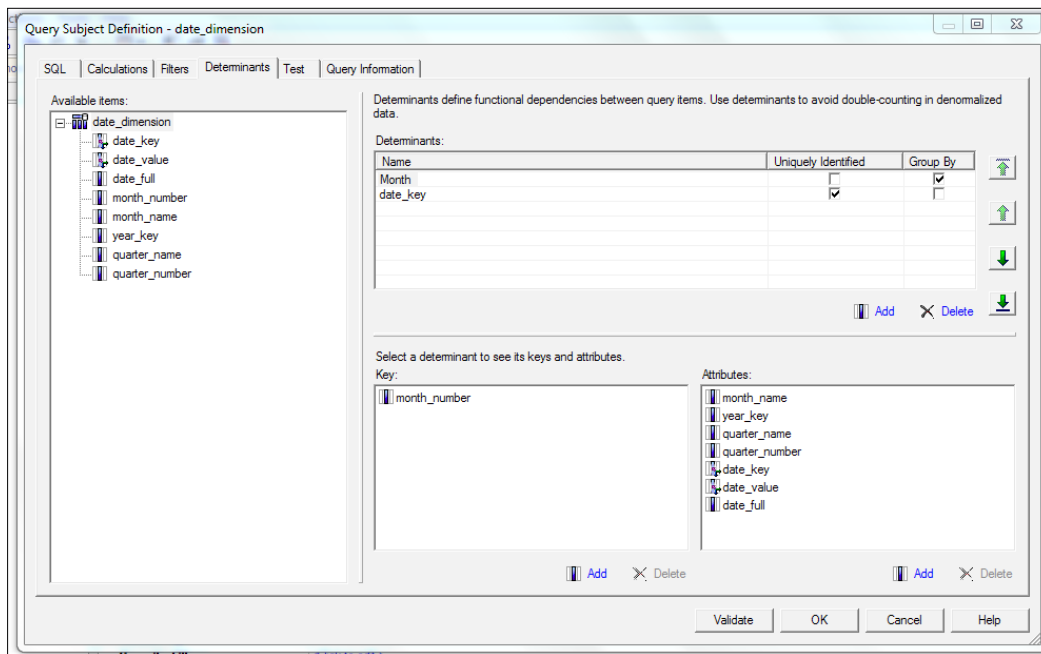 Query Subject Definition - date_dimension
SQL
Calculations
Filters
Determinants
Test
Query Information
Available items:
date_dimension
date_key
date_value
date_full
month_number
month_name
year_key
quarter_name
quarter_number
Determinants define functional dependencies between query items. Use determinants to avoid double-counting in denormalized
data.
Determinants:
Name Uniquely Identified Group By
Month
date_key
Add Delete
Select a determinant to see its keys and attributes.
Key:
month_number
Add Delete
Attributes:
month_name
year_key
quarter_name
quarter_number
date_key
date_value
date_full
Add Delete
Validate OK Cancel Help